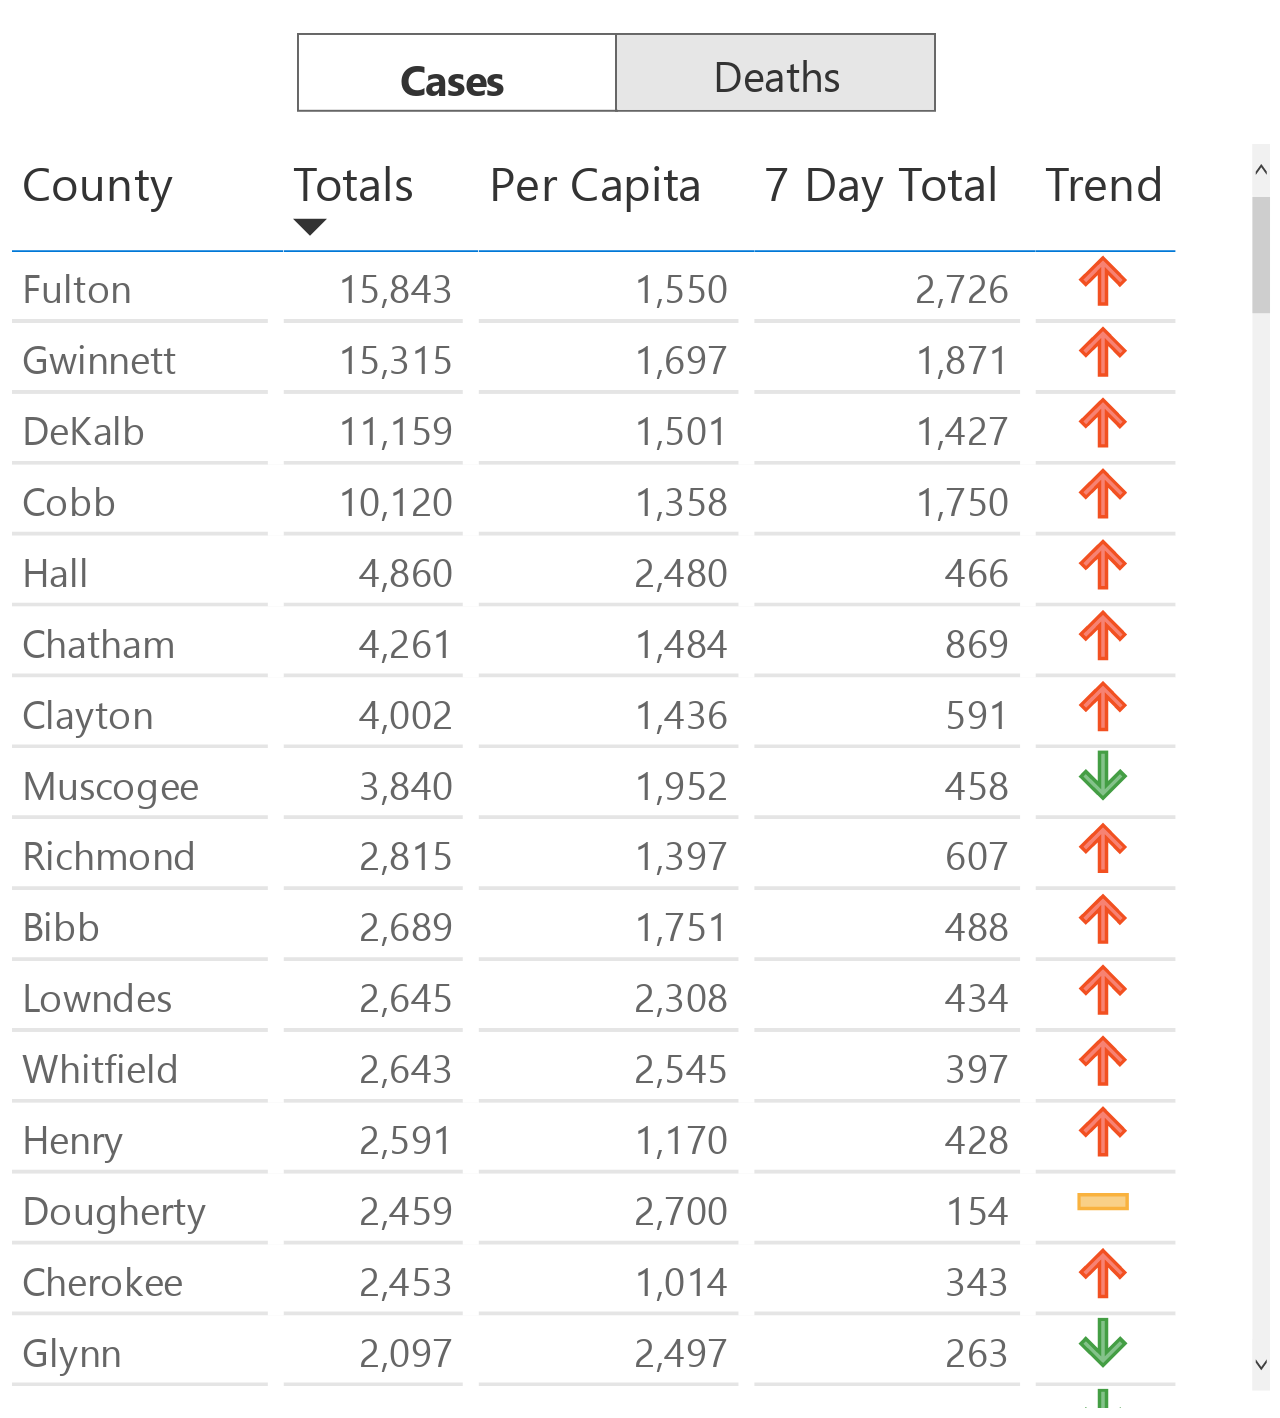 Cases Deaths
County Totals Per Capita 7 Day Total Trend
Fulton 15,843 1,550 2,726
Gwinnett 15,315 1,697 1,871
DeKalb 11,159 1,501 1,427
Cobb 10,120 1,358 1,750
Hall 4,860 2,480 466
Chatham 4,261 1,484 869
Clayton 4,002 1,436 591
Muscogee 3,840 1,952 458
Richmond 2,815 1,397 607
Bibb 2,689 1,751 488
Lowndes 2,645 2,308 434
Whitfield 2,643 2,545 397
Henry 2,591 1,170 428
Dougherty 2,459 2,700 154
Cherokee 2,453 1,014 343
Glynn 2,097 2,497 263